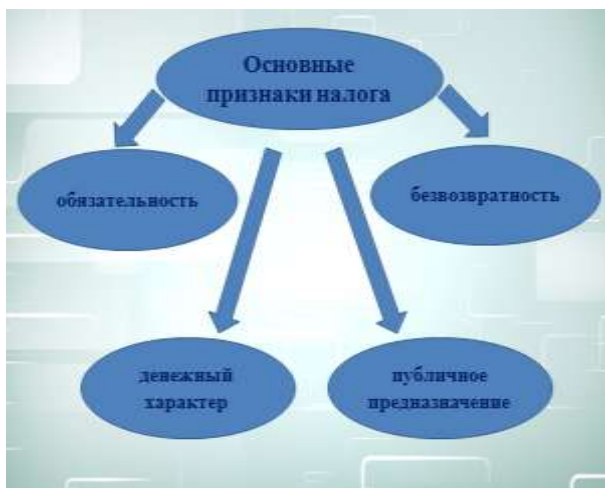 Основные
признаки налога
обязательность
безвозвратность
денежный
характер
публичное
предназначение